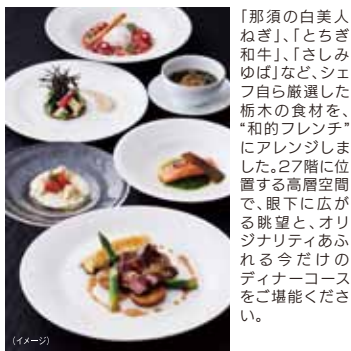 「那須の白美人
ねぎ」、「とちぎ
和牛」、「さしみ
ゆば」など、シェ
フ自ら厳選した
栃木の食材を、
“和的フレンチ”
にアレンジしま
した。27階に位
置する高層空間
で、眼下に広が
る眺望と、オリ
ジナリティあふ
れる今だけの
ディナーコース
をご堪能くださ
い。
（イメージ）